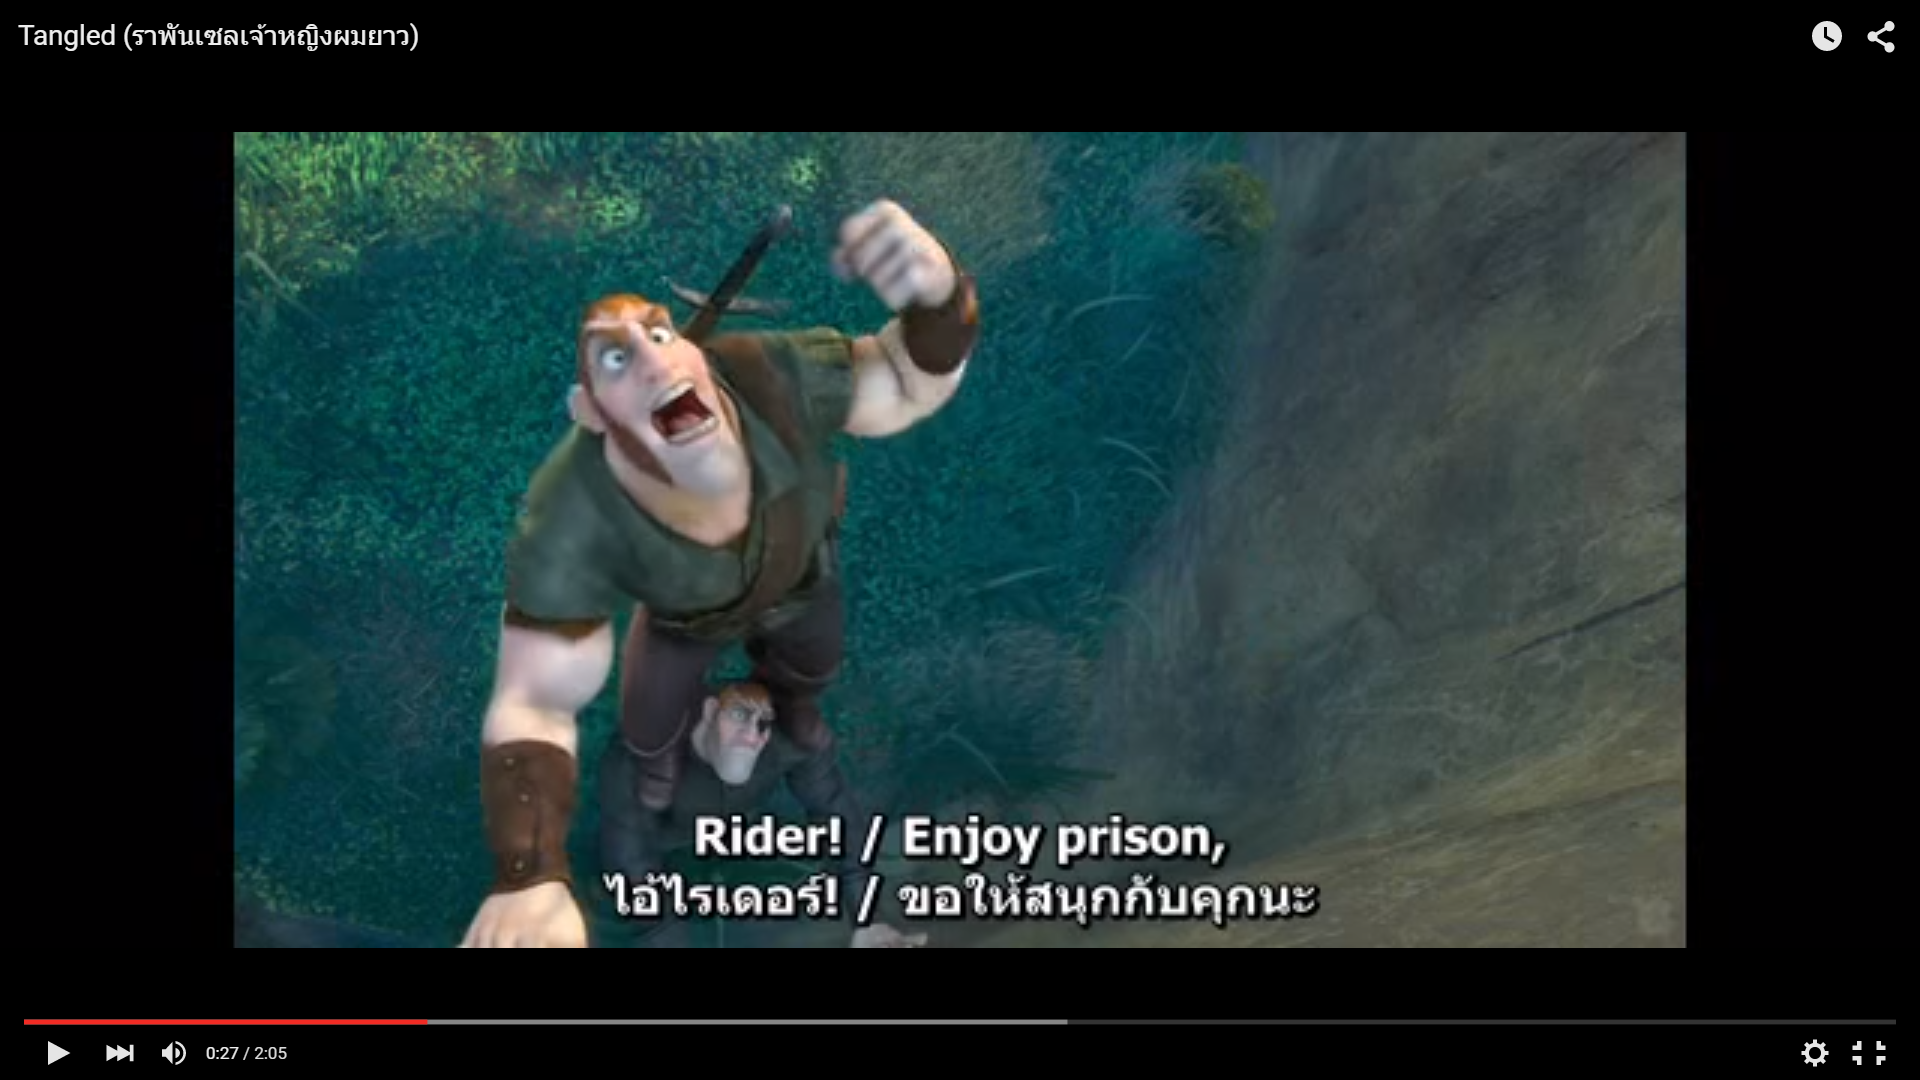 Tangled (ราพันเซลเจ้าหญิงผมยาว)
Rider! / Enjoy prison,
ไอ้ไรเดอร์! / ขอให้สนุกกับคุกนะ
0:27 / 2:05